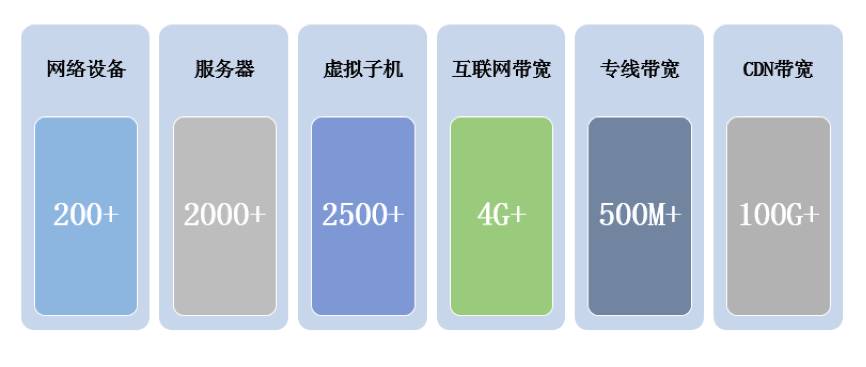 网络设备
200+
服务器
2000+
虚拟子机
2500+
互联网带宽
4G+
专线带宽
500M+
CDN带宽
100G+